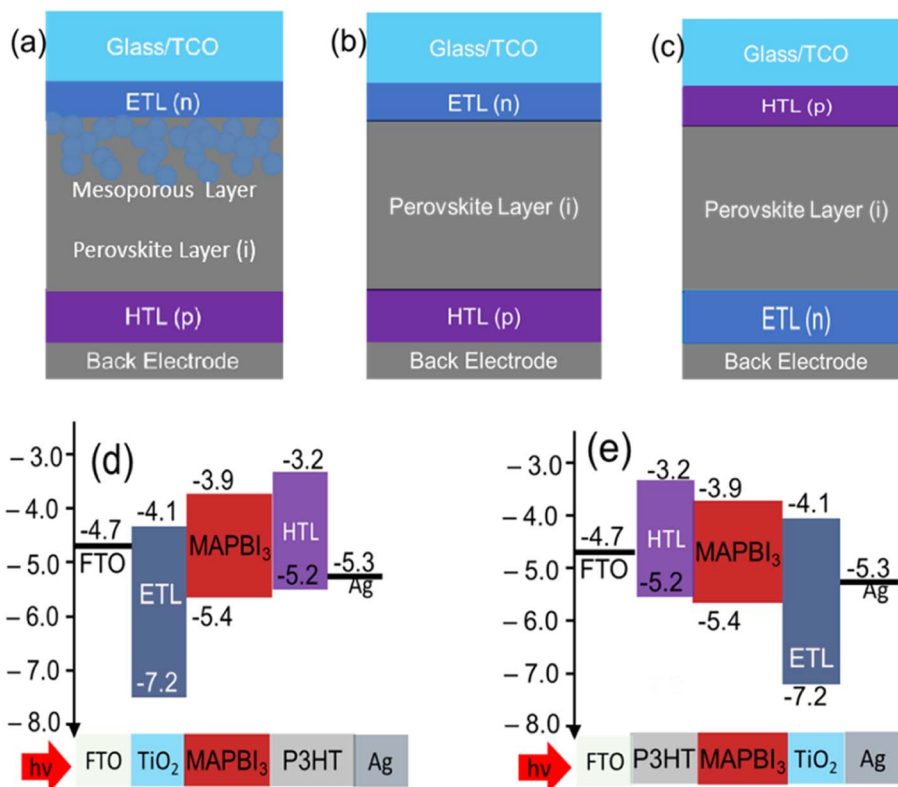 (a)
Glass/TCO
ETL (n)
Mesoporous Layer
Perovskite Layer (i)
HTL (p)
Back Electrode
(b)
Glass/TCO
ETL (n)
Perovskite Layer (i)
HTL (p)
Back Electrode
(c)
Glass/TCO
HTL (p)
Perovskite Layer (i)
ETL (n)
Back Electrode
(d)
– 3.0
– 4.0
– 5.0
– 6.0
– 7.0
– 8.0
-4.7
FTO
-4.1
ETL
-7.2
-3.9
MAPBI₃
-5.4
-3.2
HTL
-5.2
-5.3
Ag
hν
FTO
TiO₂
MAPBI₃
P3HT
Ag
(e)
– 3.0
– 4.0
– 5.0
– 6.0
– 7.0
– 8.0
-4.7
FTO
-3.2
HTL
-5.2
-3.9
MAPBI₃
-5.4
-4.1
ETL
-7.2
-5.3
Ag
hν
FTO
P3HT
MAPBI₃
TiO₂
Ag